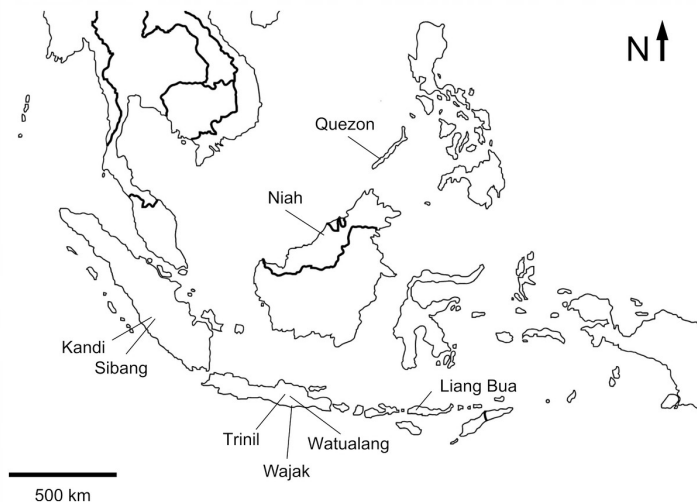 N
Quezon
Niah
Kandi
Sibang
Liang Bua
Trinil
Watualang
Wajak
500 km